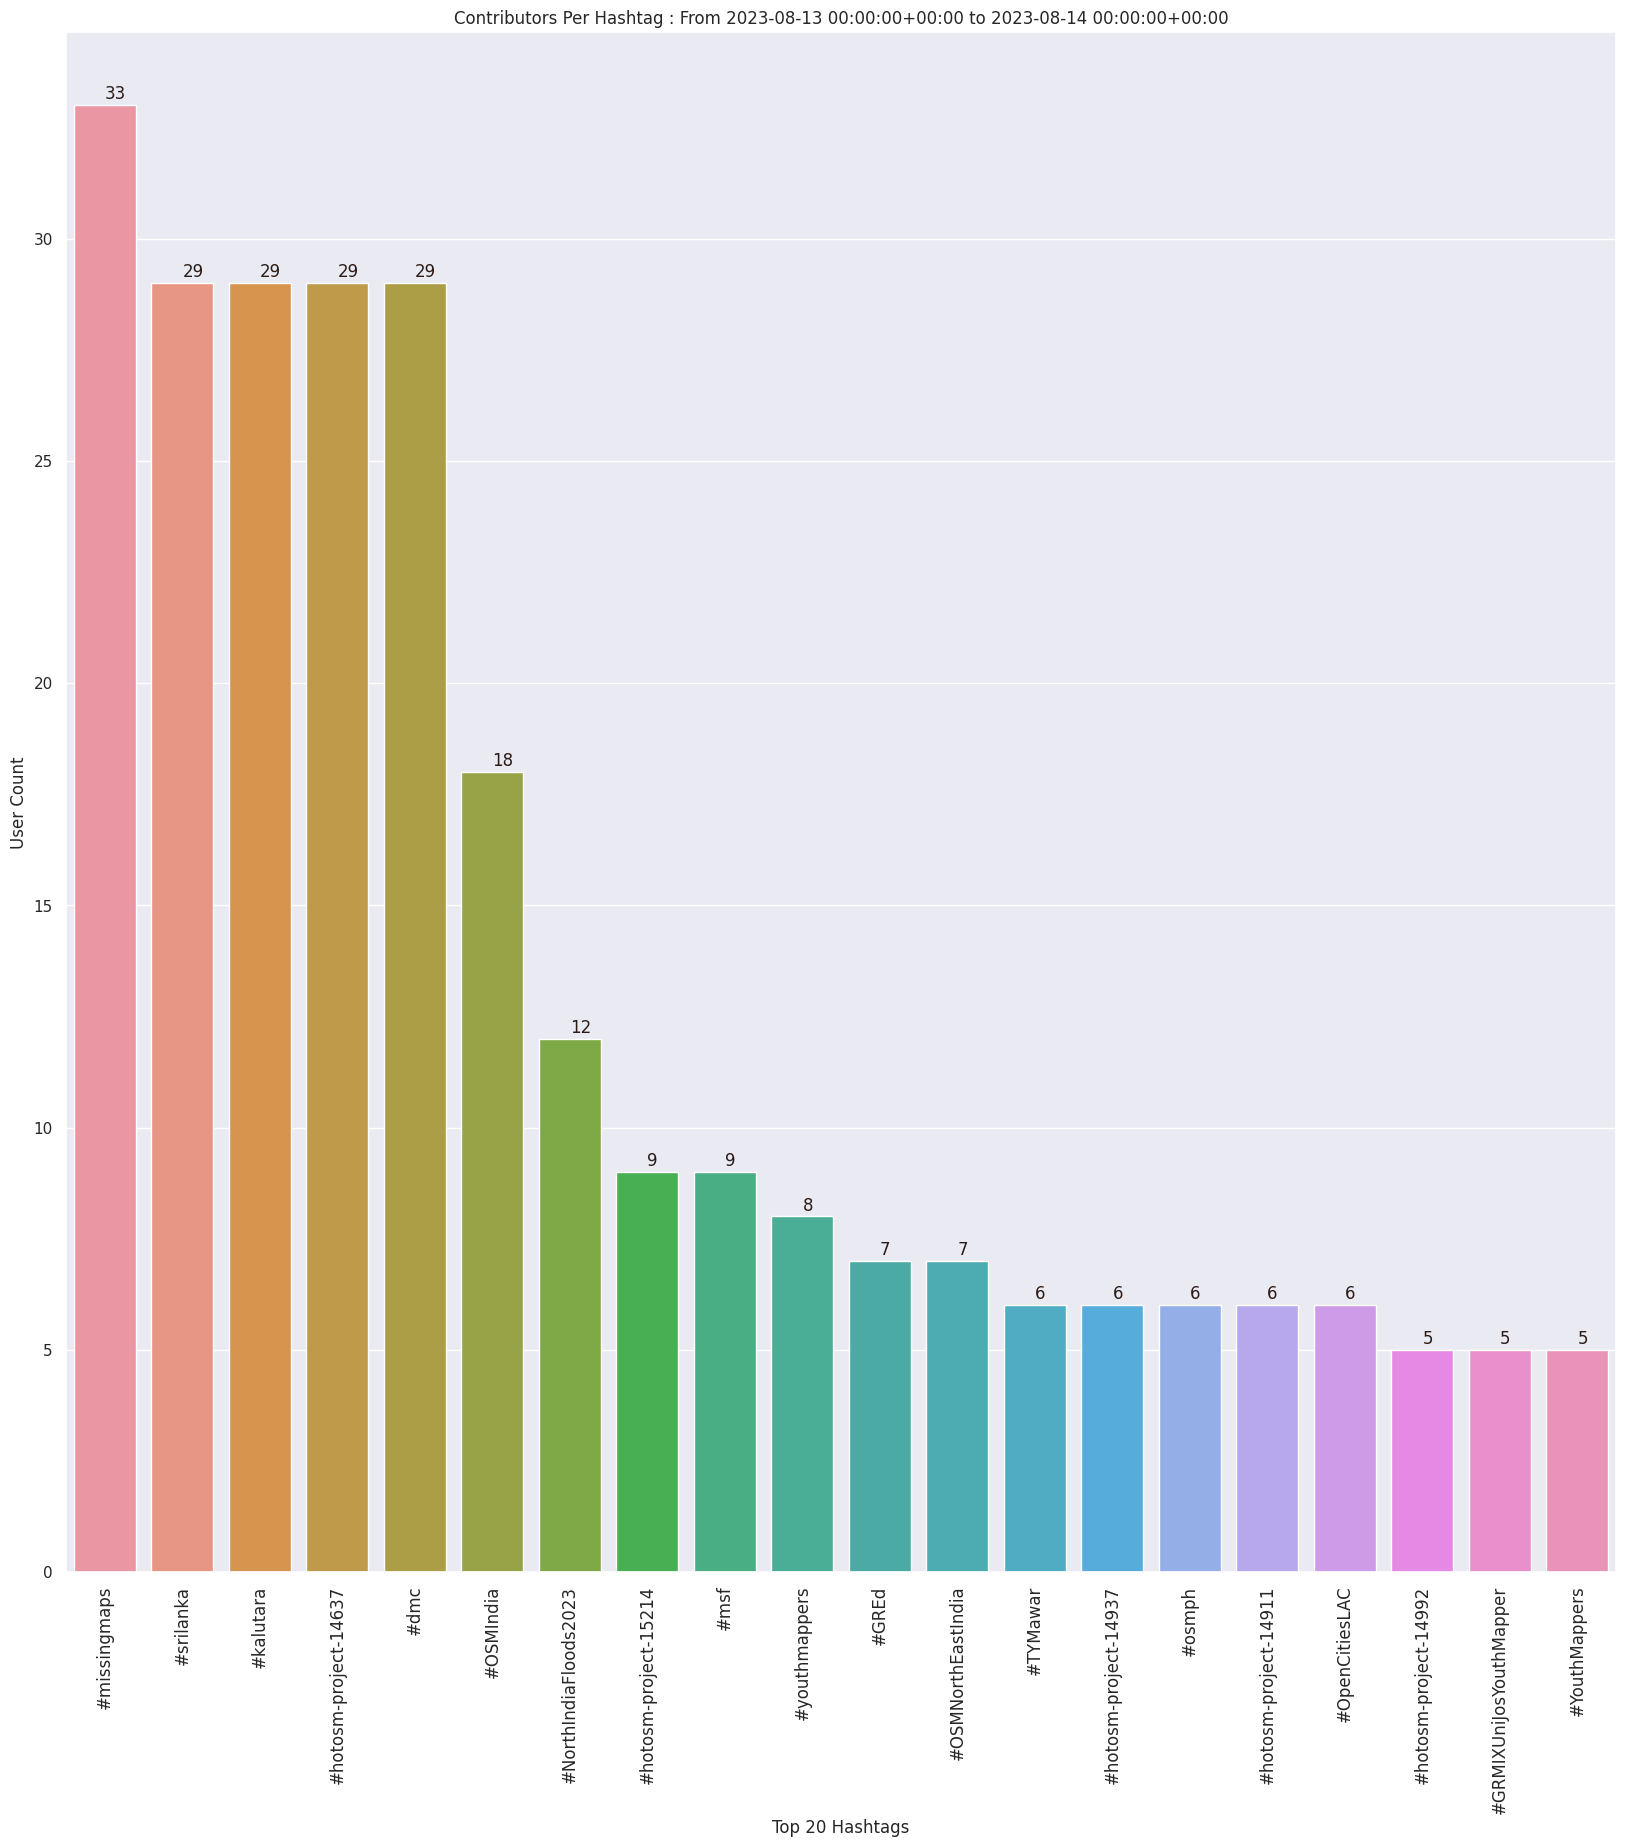 Contributors Per Hashtag : From 2023-08-13 00:00:00+00:00 to 2023-08-14 00:00:00+00:00
33
29
29
29
29
18
12
9
9
8
7
7
6
6
6
6
6
5
5
5
30
25
20
15
10
5
0
User Count
#missingmaps
#srilanka
#kalutara
#hotosm-project-14637
#dmc
#OSMIndia
#NorthIndiaFloods2023
#hotosm-project-15214
#msf
#youthmappers
#GREd
#OSMNorthEastIndia
#TYMawar
#hotosm-project-14937
#osmph
#hotosm-project-14911
#OpenCitiesLAC
#hotosm-project-14992
#GRMIXUniJosYouthMapper
#YouthMappers
Top 20 Hashtags